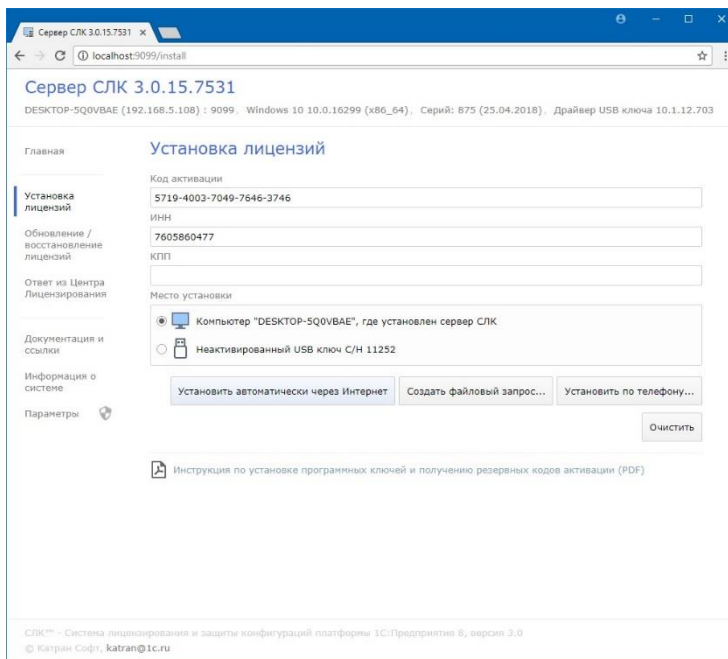 Сервер СЛК 3.0.15.7531
localhost:9099/install
Сервер СЛК 3.0.15.7531
DESKTOP-5Q0VBAE (192.168.5.108) : 9099, Windows 10 10.0.16299 (x86_64), Серий: 875 (25.04.2018), Драйвер USB ключа 10.1.12.703
Главная
Установка
лицензий
Обновление /
восстановление
лицензий
Ответ из Центра
Лицензирования
Документация и
ссылки
Информация о
системе
Параметры
Установка лицензий
Код активации
5719-4003-7049-7646-3746
ИНН
7605860477
КПП
Место установки
Компьютер "DESKTOP-5Q0VBAE", где установлен сервер СЛК
Неактивированный USB ключ С/Н 11252
Установить автоматически через Интернет
Создать файловый запрос...
Установить по телефону...
Очистить
Инструкция по установке программных ключей и получению резервных кодов активации (PDF)
СЛК™ - Система лицензирования и защиты конфигураций платформы 1С:Предприятия 8, версия 3.0
© Катран Софт, katran@1c.ru